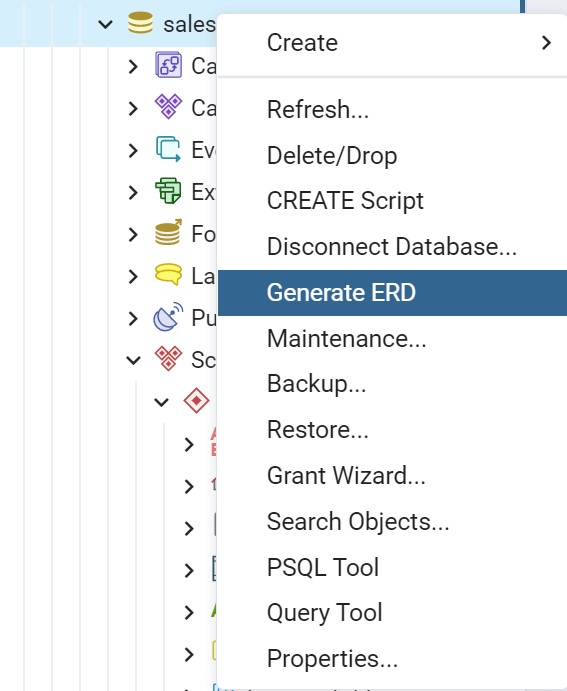 sales
Create
Ca
Refresh...
Ca
Delete/Drop
Ev
Ex
CREATE Script
Fo
Disconnect Database...
La
Generate ERD
Pu
Maintenance...
Sc
Backup...
Restore...
Grant Wizard...
Search Objects...
PSQL Tool
Query Tool
Properties...